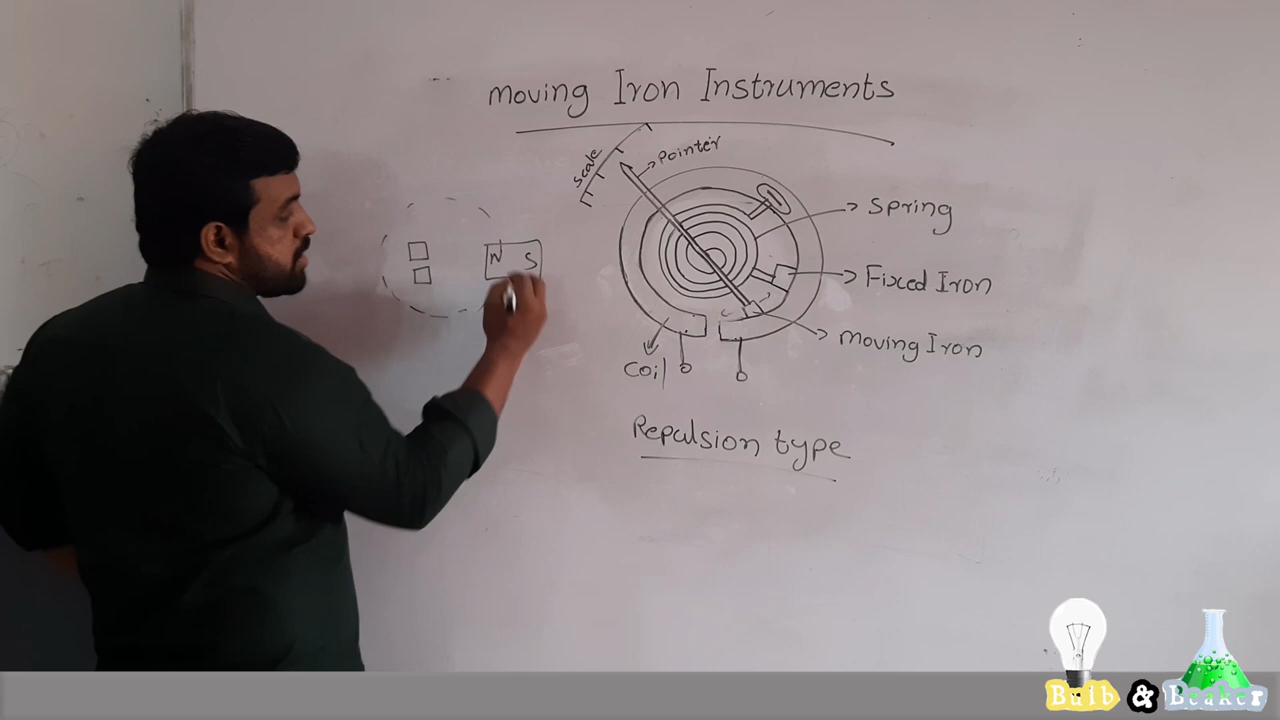 Moving Iron Instruments
Scale
Pointer
Spring
N S
Fixed Iron
Moving Iron
Coil
Repulsion type
Bulb & Beaker